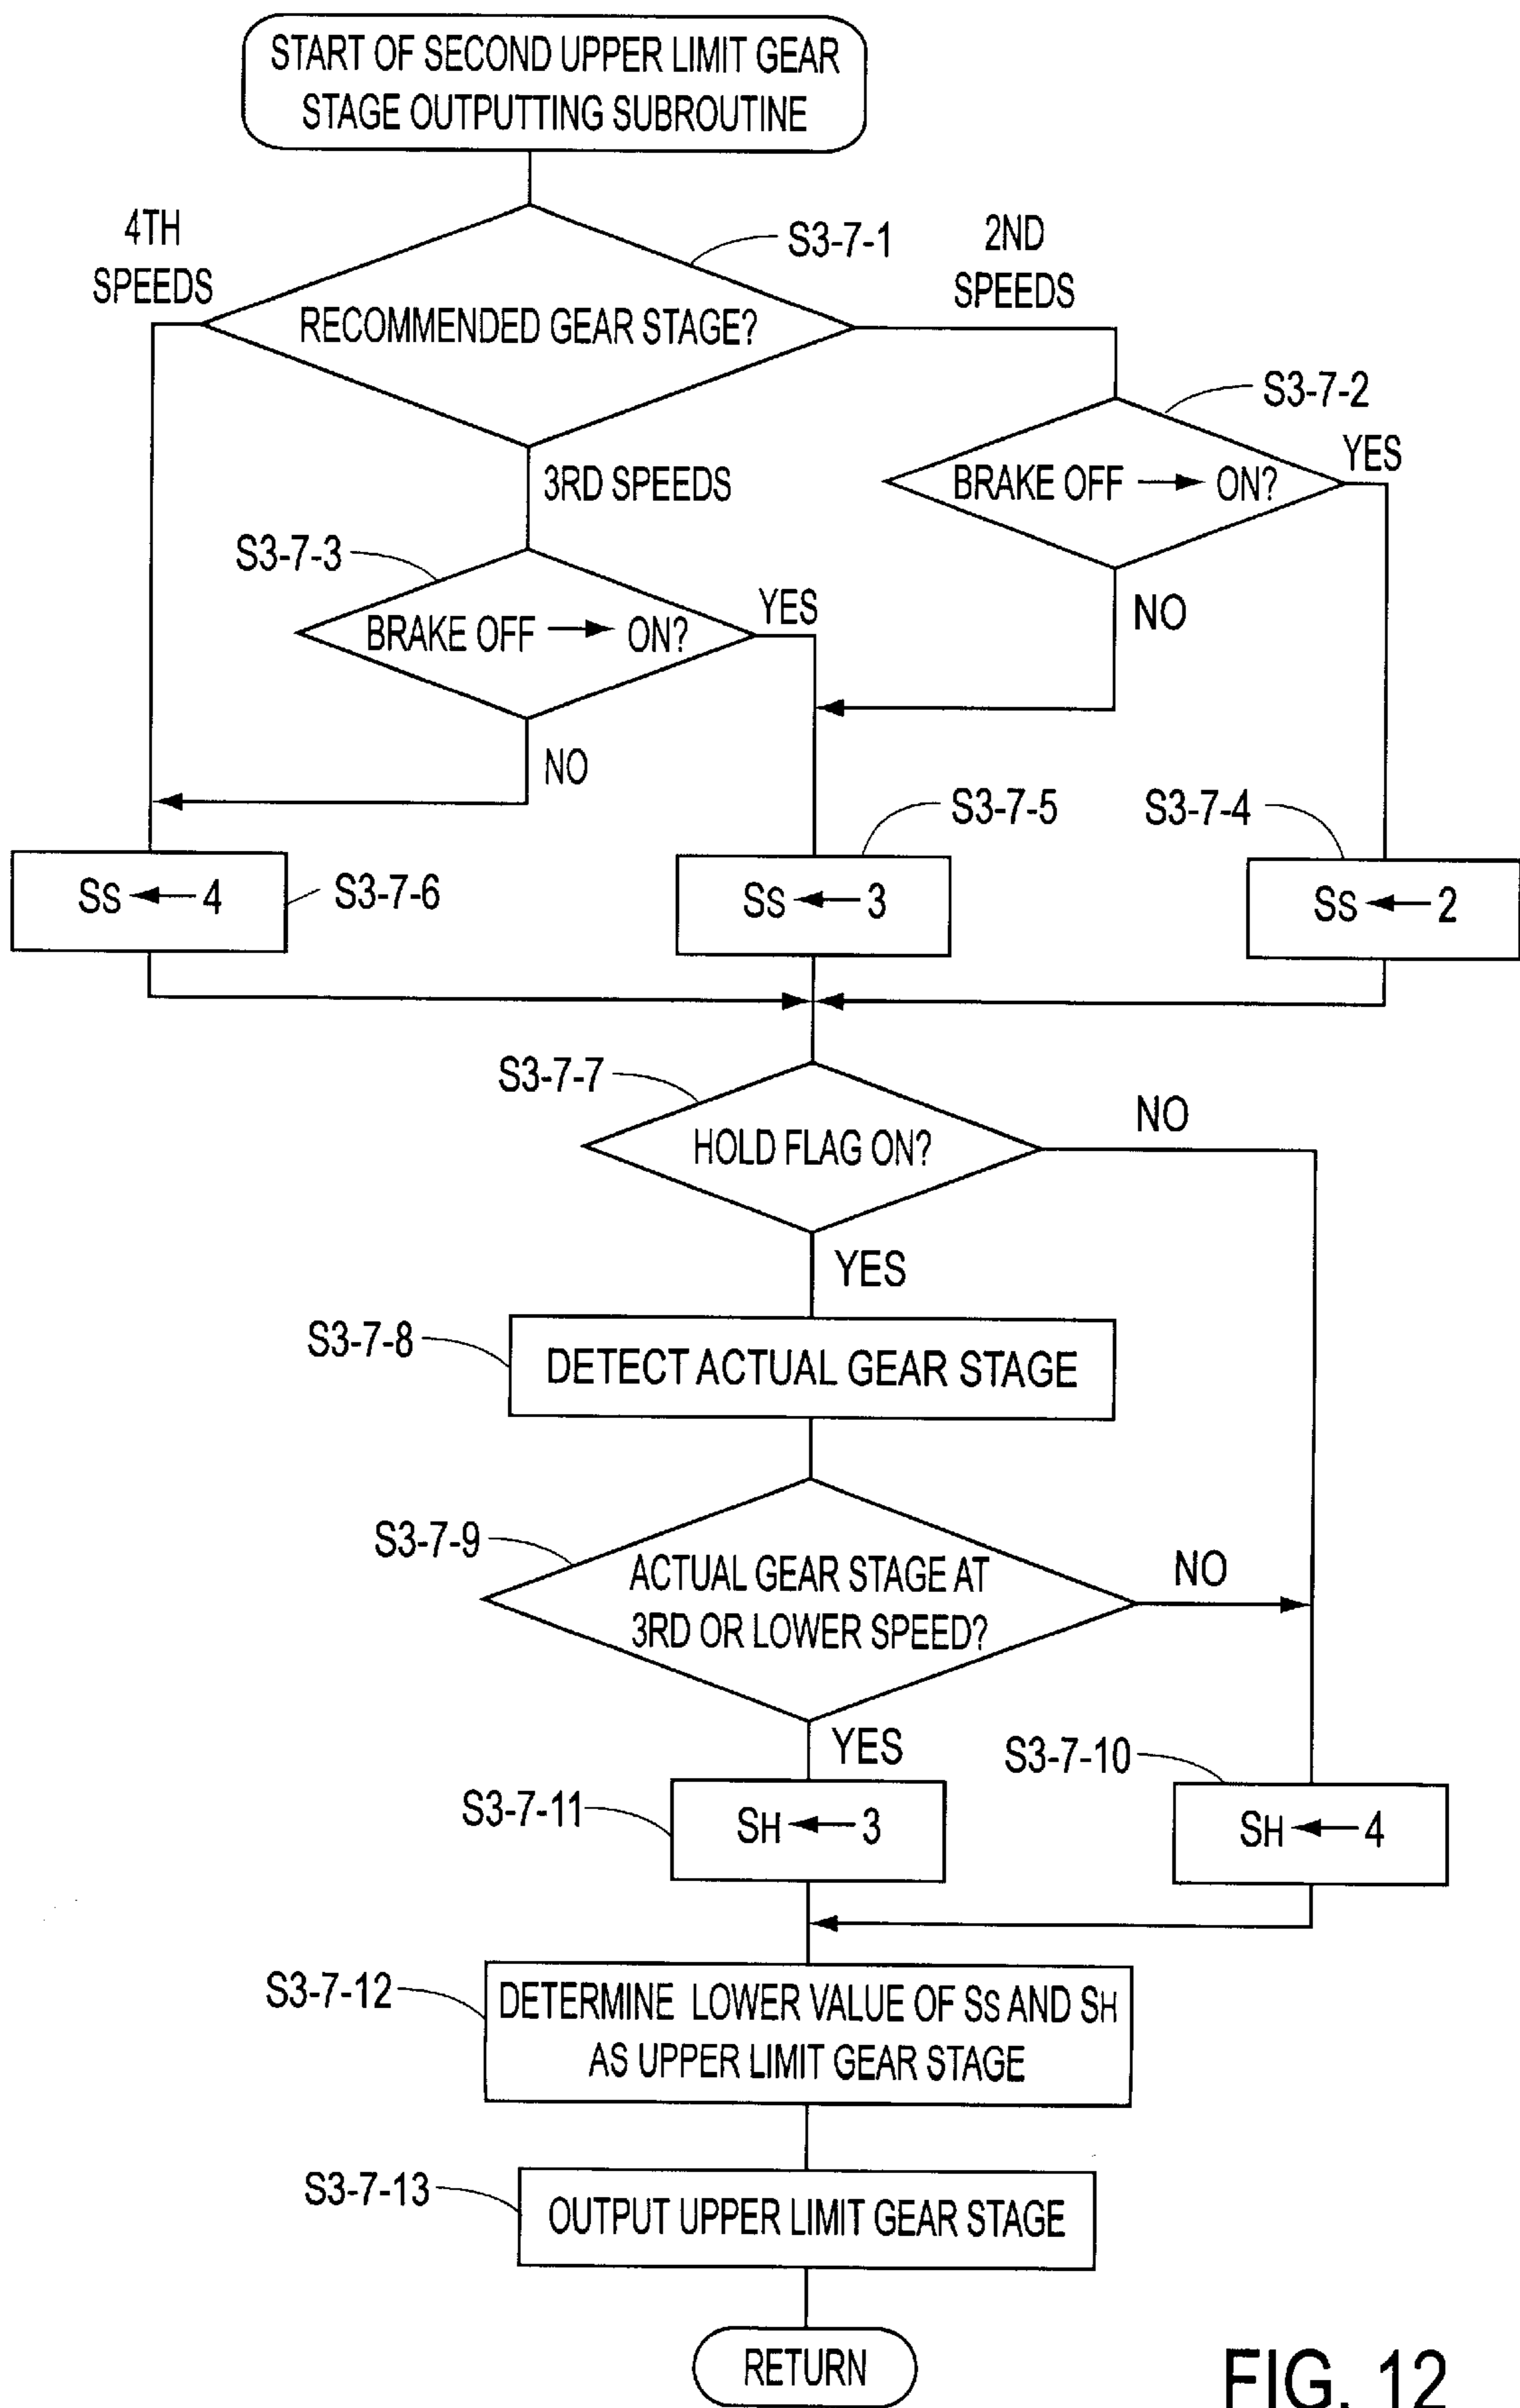 START OF SECOND UPPER LIMIT GEAR
STAGE OUTPUTTING SUBROUTINE
4TH
SPEEDS
S3-7-1
2ND
SPEEDS
RECOMMENDED GEAR STAGE?
S3-7-2
3RD SPEEDS
BRAKE OFF → ON?
YES
S3-7-3
BRAKE OFF → ON?
YES
NO
NO
S3-7-5
S3-7-4
SS ← 4
S3-7-6
SS ← 3
SS ← 2
S3-7-7
HOLD FLAG ON?
NO
YES
S3-7-8
DETECT ACTUAL GEAR STAGE
S3-7-9
ACTUAL GEAR STAGE AT
3RD OR LOWER SPEED?
NO
YES
S3-7-10
S3-7-11
SH ← 3
SH ← 4
S3-7-12
DETERMINE LOWER VALUE OF SS AND SH
AS UPPER LIMIT GEAR STAGE
S3-7-13
OUTPUT UPPER LIMIT GEAR STAGE
RETURN
FIG. 12